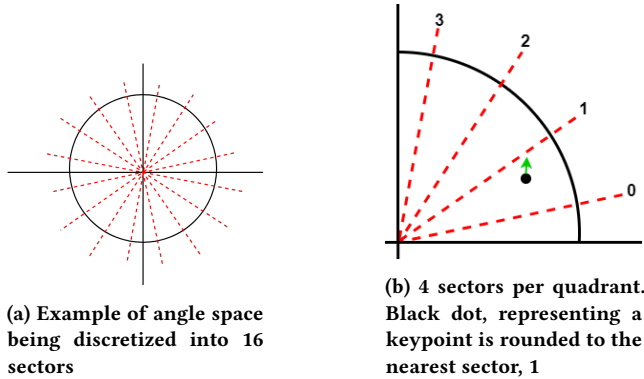 3
2
1
0
(a) Example of angle space
being discretized into 16
sectors
(b) 4 sectors per quadrant.
Black dot, representing a
keypoint is rounded to the
nearest sector, 1